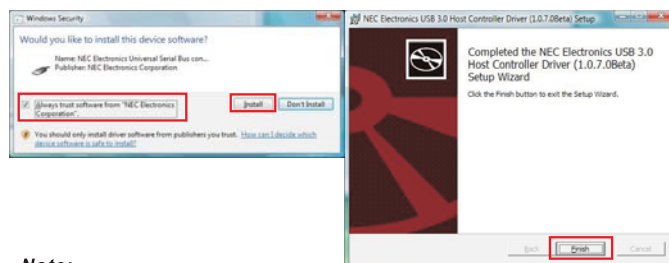 Windows Security
Would you like to install this device software?
Name: NEC Electronics Universal Serial Bus con...
Publisher: NEC Electronics Corporation
Always trust software from "NEC Electronics
Corporation".
Install
Don't Install
You should only install driver software from publishers you trust. How can I decide which
device software is safe to install?
NEC Electronics USB 3.0 Host Controller Driver (1.0.7.0Beta) Setup
Completed the NEC Electronics USB 3.0
Host Controller Driver (1.0.7.0Beta)
Setup Wizard
Click the Finish button to exit the Setup Wizard.
Back
Finish
Cancel
Note: